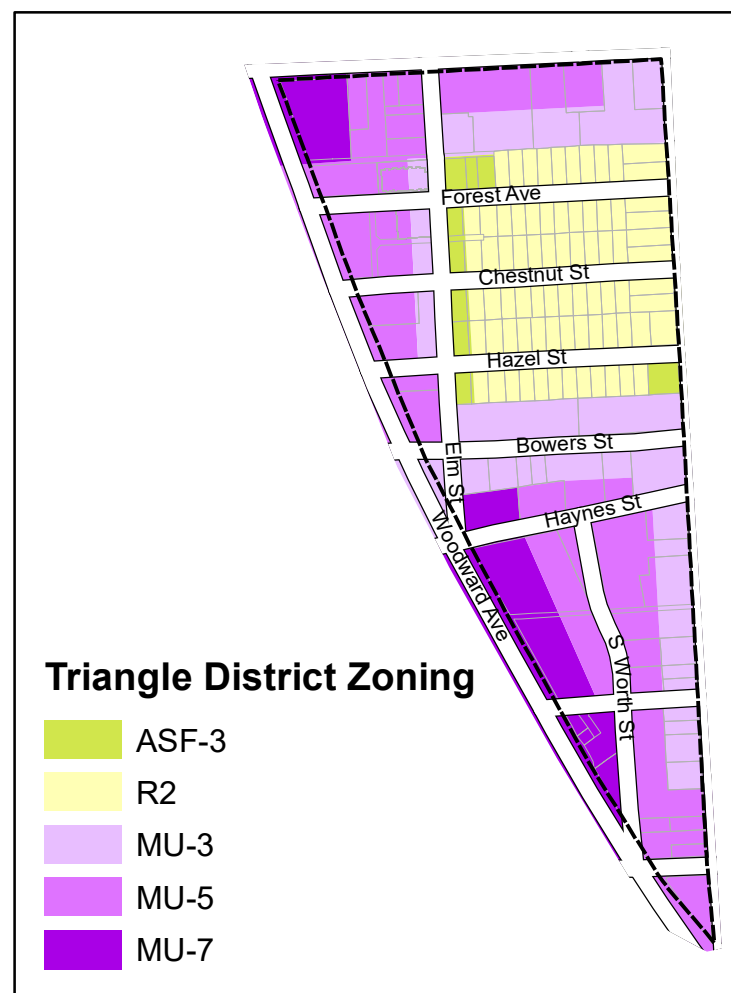 Forest Ave
Chestnut St
Hazel St
Bowers St
Elm St
Haynes St
Woodward Ave
S Worth St
Triangle District Zoning
ASF-3
R2
MU-3
MU-5
MU-7